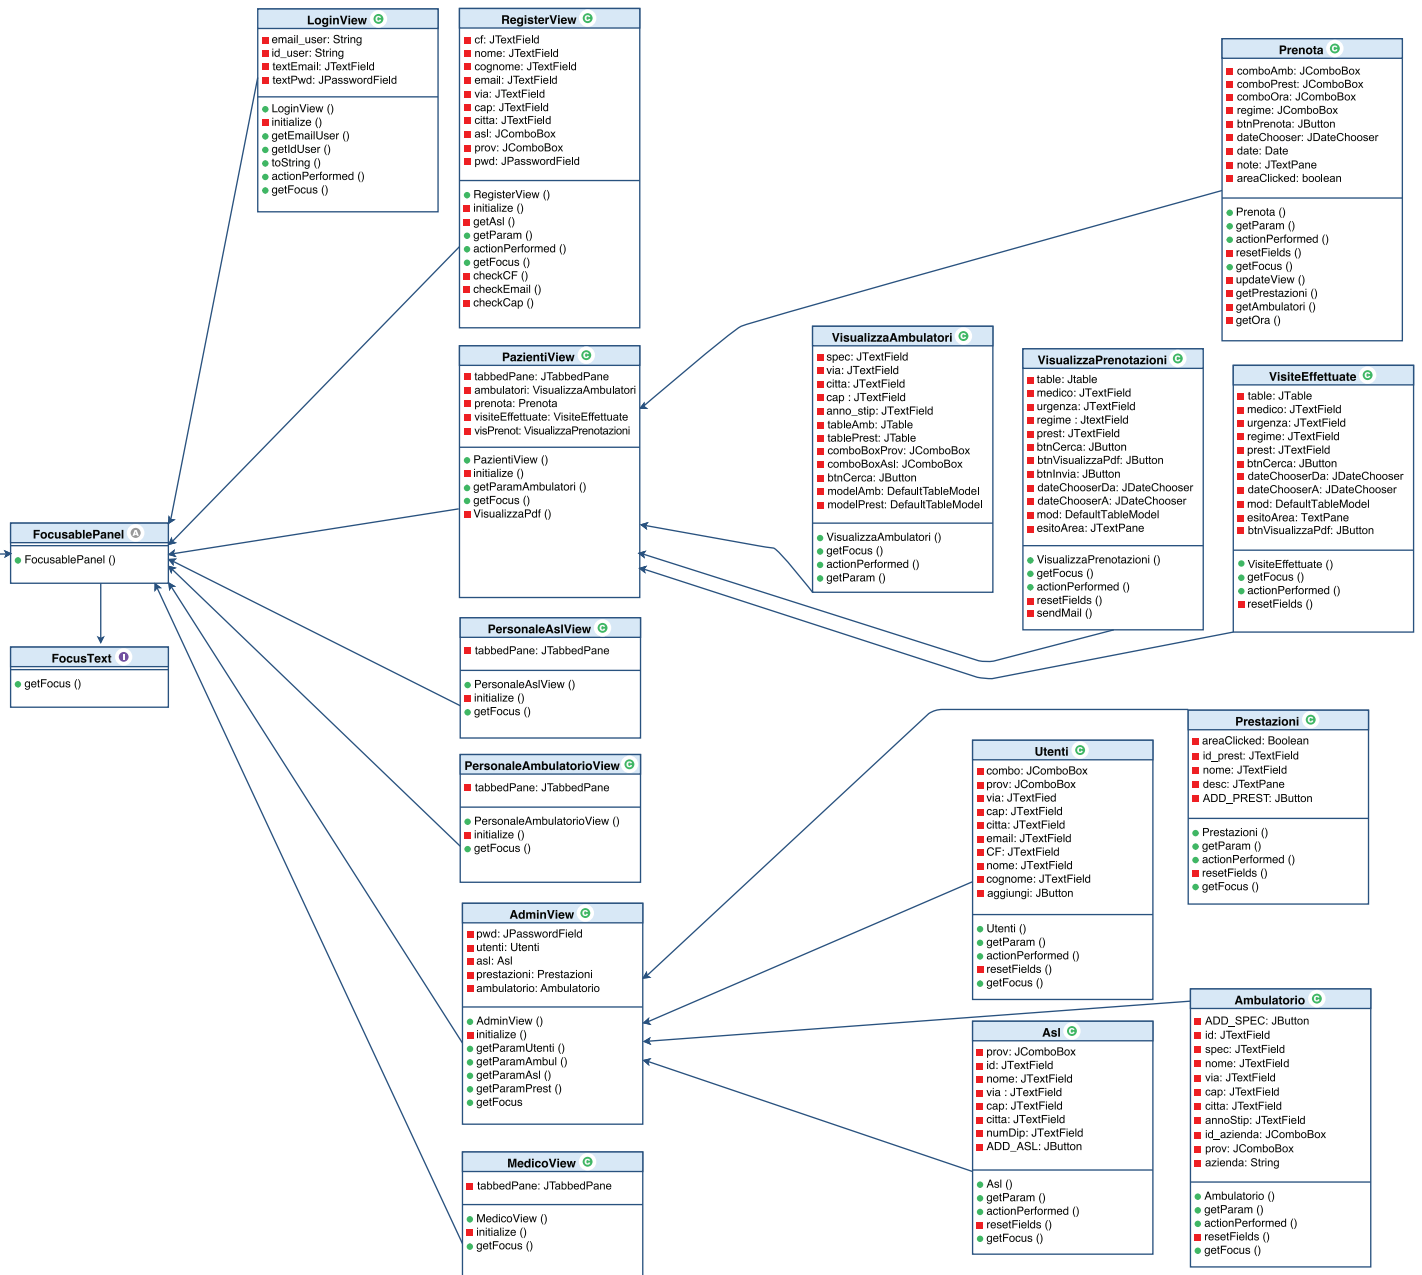 LoginView C
email_user: String
id_user: String
textEmail: JTextField
textPwd: JPasswordField
LoginView ()
initialize ()
getEmailUser ()
getIdUser ()
toString ()
actionPerformed ()
getFocus ()
RegisterView C
cf: JTextField
nome: JTextField
cognome: JTextField
email: JTextField
via: JTextField
cap: JTextField
citta: JTextField
asl: JComboBox
prov: JComboBox
pwd: JPasswordField
RegisterView ()
initialize ()
getAsl ()
getParam ()
actionPerformed ()
getFocus ()
checkCF ()
checkEmail ()
checkCap ()
Prenota C
comboAmb: JComboBox
comboPrest: JComboBox
comboOra: JComboBox
regime: JComboBox
btnPrenota: JButton
dateChooser: JDateChooser
date: Date
note: JTextPane
areaClicked: boolean
Prenota ()
getParam ()
actionPerformed ()
resetFields ()
getFocus ()
updateView ()
getPrestazioni ()
getAmbulatori ()
getOra ()
PazientiView C
tabbedPane: JTabbedPane
ambulatori: VisualizzaAmbulatori
prenota: Prenota
visiteEffettuate: VisiteEffettuate
visPrenot: VisualizzaPrenotazioni
PazientiView ()
initialize ()
getParamAmbulatori ()
getFocus ()
VisualizzaPdf ()
VisualizzaAmbulatori C
spec: JTextField
via: JTextField
citta: JTextField
cap : JTextField
anno_stip: JTextField
tableAmb: JTable
tablePrest: JTable
comboBoxProv: JComboBox
comboBoxAsl: JComboBox
btnCerca: JButton
modelAmb: DefaultTableModel
modelPrest: DefaultTableModel
VisualizzaAmbulatori ()
getFocus ()
actionPerformed ()
getParam ()
VisualizzaPrenotazioni C
table: Jtable
medico: JTextField
urgenza: JTextField
regime : JtextField
prest: JTextField
btnCerca: JButton
btnVisualizzaPdf: JButton
btnInvia: JButton
dateChooserDa: JDateChooser
dateChooserA: JDateChooser
mod: DefaultTableModel
esitoArea: JTextPane
VisualizzaPrenotazioni ()
getFocus ()
actionPerformed ()
resetFields ()
sendMail ()
VisiteEffettuate C
table: JTable
medico: JTextField
urgenza: JTextField
regime: JTextField
prest: JTextField
btnCerca: JButton
dateChooserDa: JDateChooser
dateChooserA: JDateChooser
mod: DefaultTableModel
esitoArea: TextPane
btnVisualizzaPdf: JButton
VisiteEffettuate ()
getFocus ()
actionPerformed ()
resetFields ()
FocusablePanel A
FocusablePanel ()
FocusText I
getFocus ()
PersonaleAslView C
tabbedPane: JTabbedPane
PersonaleAslView ()
initialize ()
getFocus ()
PersonaleAmbulatorioView C
tabbedPane: JTabbedPane
PersonaleAmbulatorioView ()
initialize ()
getFocus ()
AdminView C
pwd: JPasswordField
utenti: Utenti
asl: Asl
prestazioni: Prestazioni
ambulatorio: Ambulatorio
AdminView ()
initialize ()
getParamUtenti ()
getParamAmbul ()
getParamAsl ()
getParamPrest ()
getFocus
MedicoView C
tabbedPane: JTabbedPane
MedicoView ()
initialize ()
getFocus ()
Utenti C
combo: JComboBox
prov: JComboBox
via: JTextFied
cap: JTextField
citta: JTextField
email: JTextField
CF: JTextField
nome: JTextField
cognome: JTextField
aggiungi: JButton
Utenti ()
getParam ()
actionPerformed ()
resetFields ()
getFocus ()
Prestazioni C
areaClicked: Boolean
id_prest: JTextField
nome: JTextField
desc: JTextPane
ADD_PREST: JButton
Prestazioni ()
getParam ()
actionPerformed ()
resetFields ()
getFocus ()
Asl C
prov: JComboBox
id: JTextField
nome: JTextField
via : JTextField
cap: JTextField
citta: JTextField
numDip: JTextField
ADD_ASL: JButton
Asl ()
getParam ()
actionPerformed ()
resetFields ()
getFocus ()
Ambulatorio C
ADD_SPEC: JButton
id: JTextField
spec: JTextField
nome: JTextField
via: JTextField
cap: JTextField
citta: JTextField
annoStip: JTextField
id_azienda: JComboBox
prov: JComboBox
azienda: String
Ambulatorio ()
getParam ()
actionPerformed ()
resetFields ()
getFocus ()